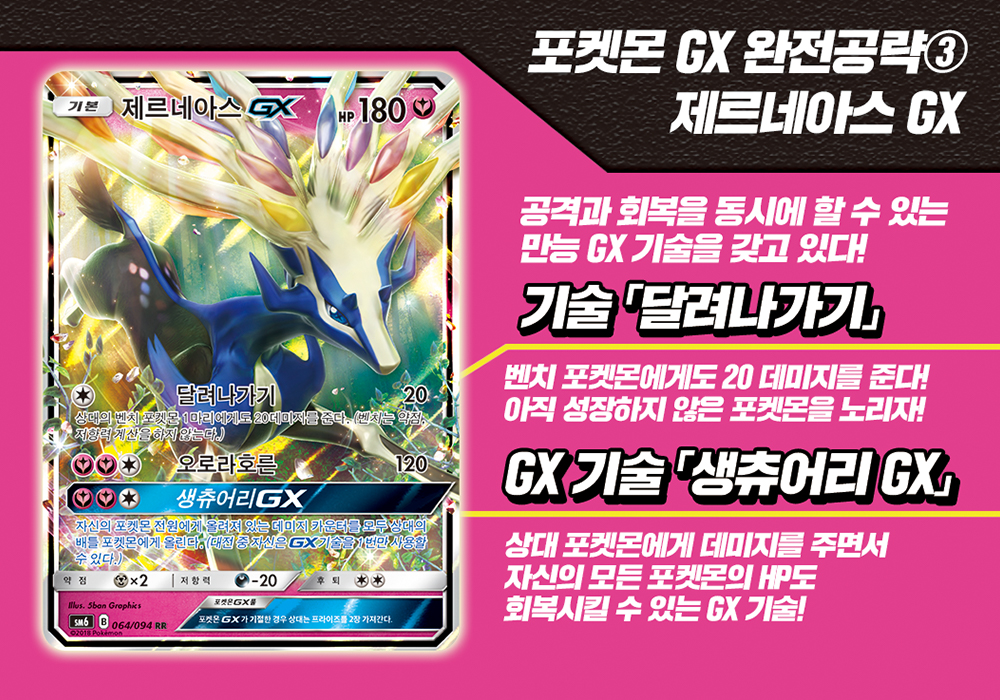 포켓몬 GX 완전공략③
제르네아스 GX
기본
제르네아스 GX
HP 180
달려나가기 20
상대의 벤치 포켓몬 1마리에게도 20데미지를 준다. (벤치는 약점,
저항력 계산을 하지 않는다.)
오로라호른 120
생츄어리GX
자신의 포켓몬 전원에게 올려져 있는 데미지 카운터를 모두 상대의
배틀 포켓몬에게 올린다. (대전 중 자신은 GX기술을 1번만 사용할
수 있다.)
약점 ×2 저항력 -20 후퇴
Illus. 5ban Graphics
포켓몬GX룰
SM6 B 064/094 RR
포켓몬GX가 기절한 경우 상대는 프라이즈를 2장 가져간다.
©2018 Pokémon
공격과 회복을 동시에 할 수 있는
만능 GX 기술을 갖고 있다!
기술 「달려나가기」
벤치 포켓몬에게도 20 데미지를 준다!
아직 성장하지 않은 포켓몬을 노리자!
GX 기술 「생츄어리 GX」
상대 포켓몬에게 데미지를 주면서
자신의 모든 포켓몬의 HP도
회복시킬 수 있는 GX 기술!